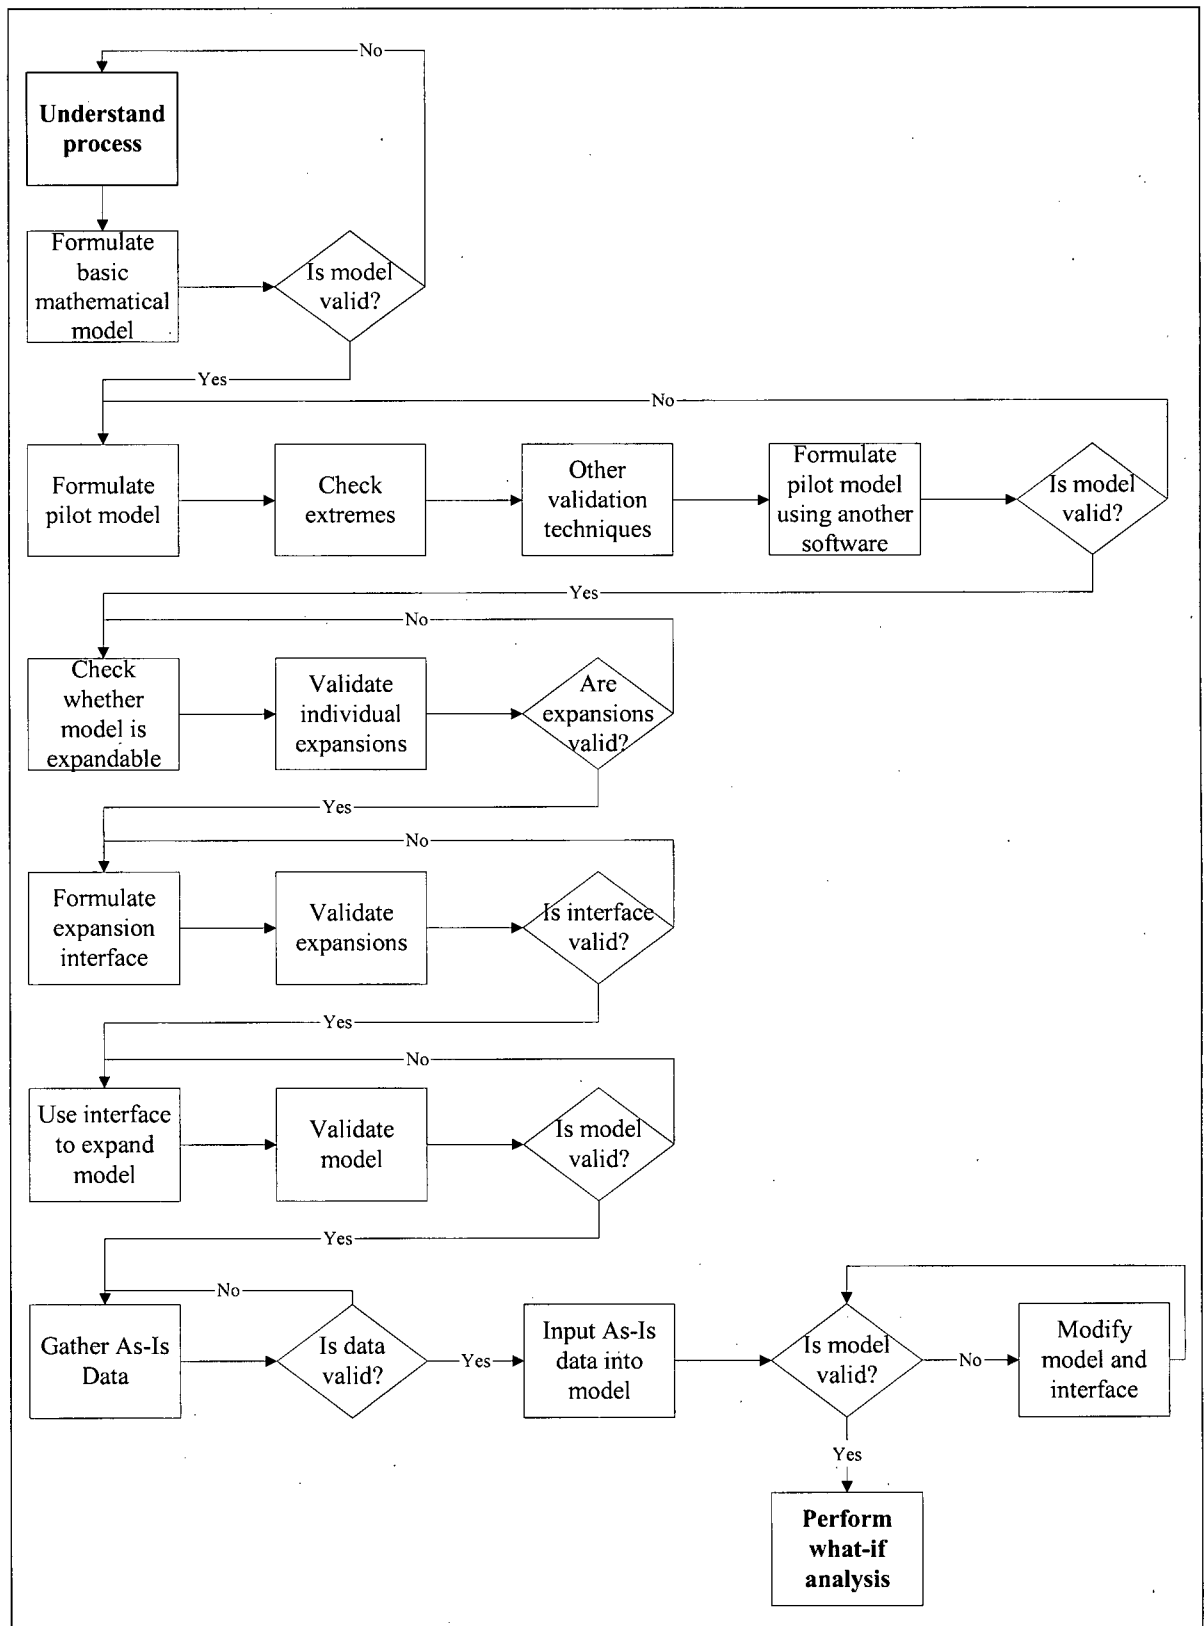 No
Understand
process
Formulate
basic
mathematical
model
Is model
valid?
Yes
No
Formulate
pilot model
Check
extremes
Other
validation
techniques
Formulate
pilot model
using another
software
Is model
valid?
Yes
No
Check
whether
model is
expandable
Validate
individual
expansions
Are
expansions
valid?
Yes
No
Formulate
expansion
interface
Validate
expansions
Is interface
valid?
Yes
No
Use interface
to expand
model
Validate
model
Is model
valid?
Yes
No
Gather As-Is
Data
Is data
valid?
Yes
Input As-Is
data into
model
Is model
valid?
No
Modify
model and
interface
Yes
Perform
what-if
analysis